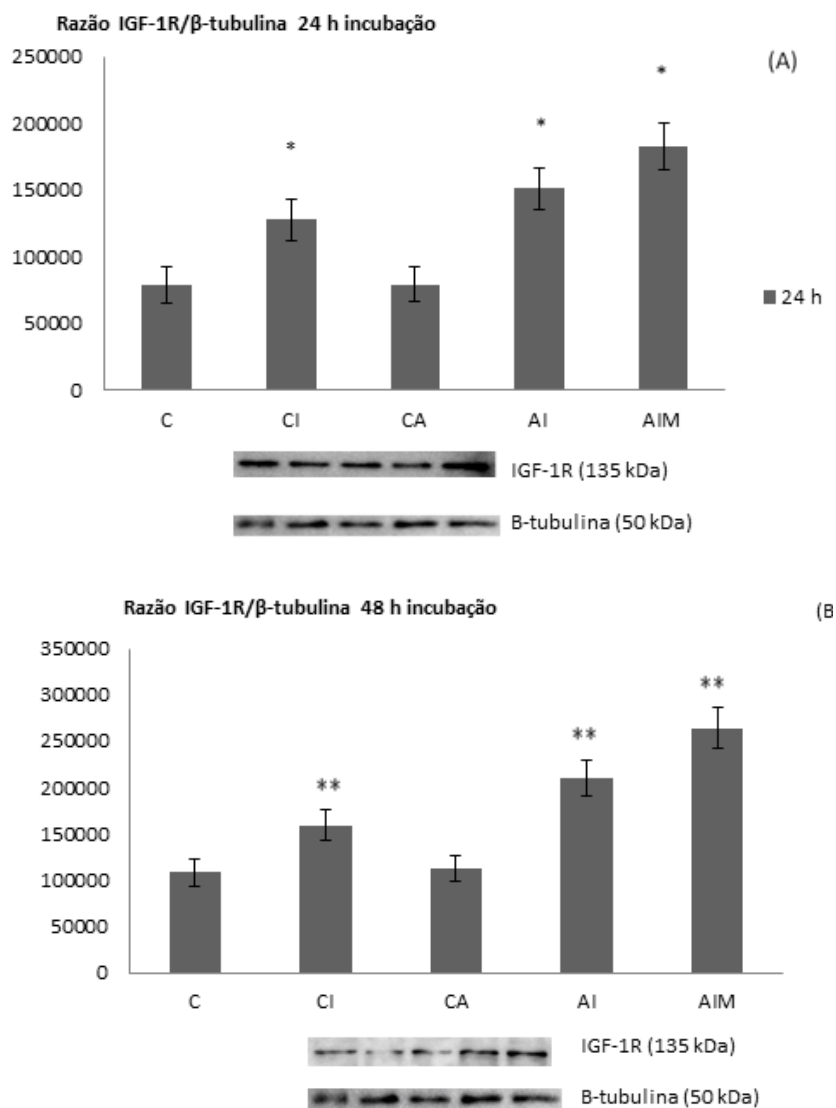 Razão IGF-1R/β-tubulina 24 h incubação
(A)
250000
200000
150000
100000
50000
0
*
*
*
24 h
C CI CA AI AIM
IGF-1R (135 kDa)
B-tubulina (50 kDa)
Razão IGF-1R/β-tubulina 48 h incubação
(B
350000
300000
250000
200000
150000
100000
50000
0
**
**
**
C CI CA AI AIM
IGF-1R (135 kDa)
B-tubulina (50 kDa)